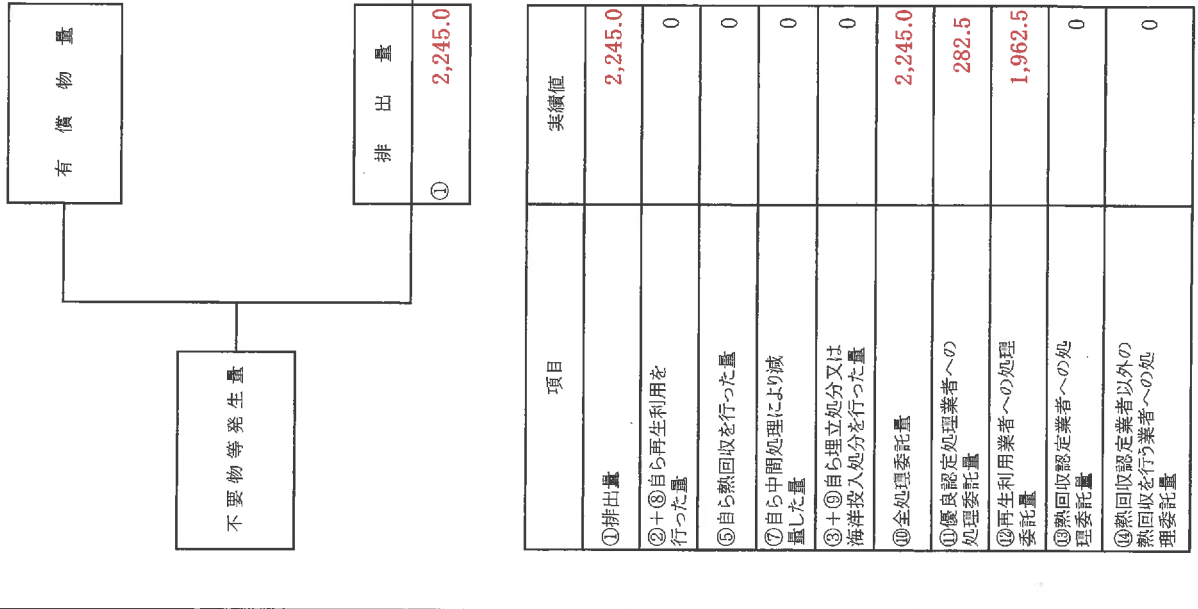 有償物量
不要物等発生量
排出量
① 2,245.0
項目 実績値
①排出量 2,245.0
②+⑧自ら再生利用を
行った量 0
⑤自ら熱回収を行った量 0
⑦自ら中間処理により減
量した量 0
③+⑨自ら埋立処分又は
海洋投入処分を行った量 0
⑩全処理委託量 2,245.0
⑪優良認定処理業者への
処理委託量 282.5
⑫再生利用業者への処理
委託量 1,962.5
⑬熱回収認定業者への処
理委託量 0
⑭熱回収認定業者以外の
熱回収を行う業者への処
理委託量 0